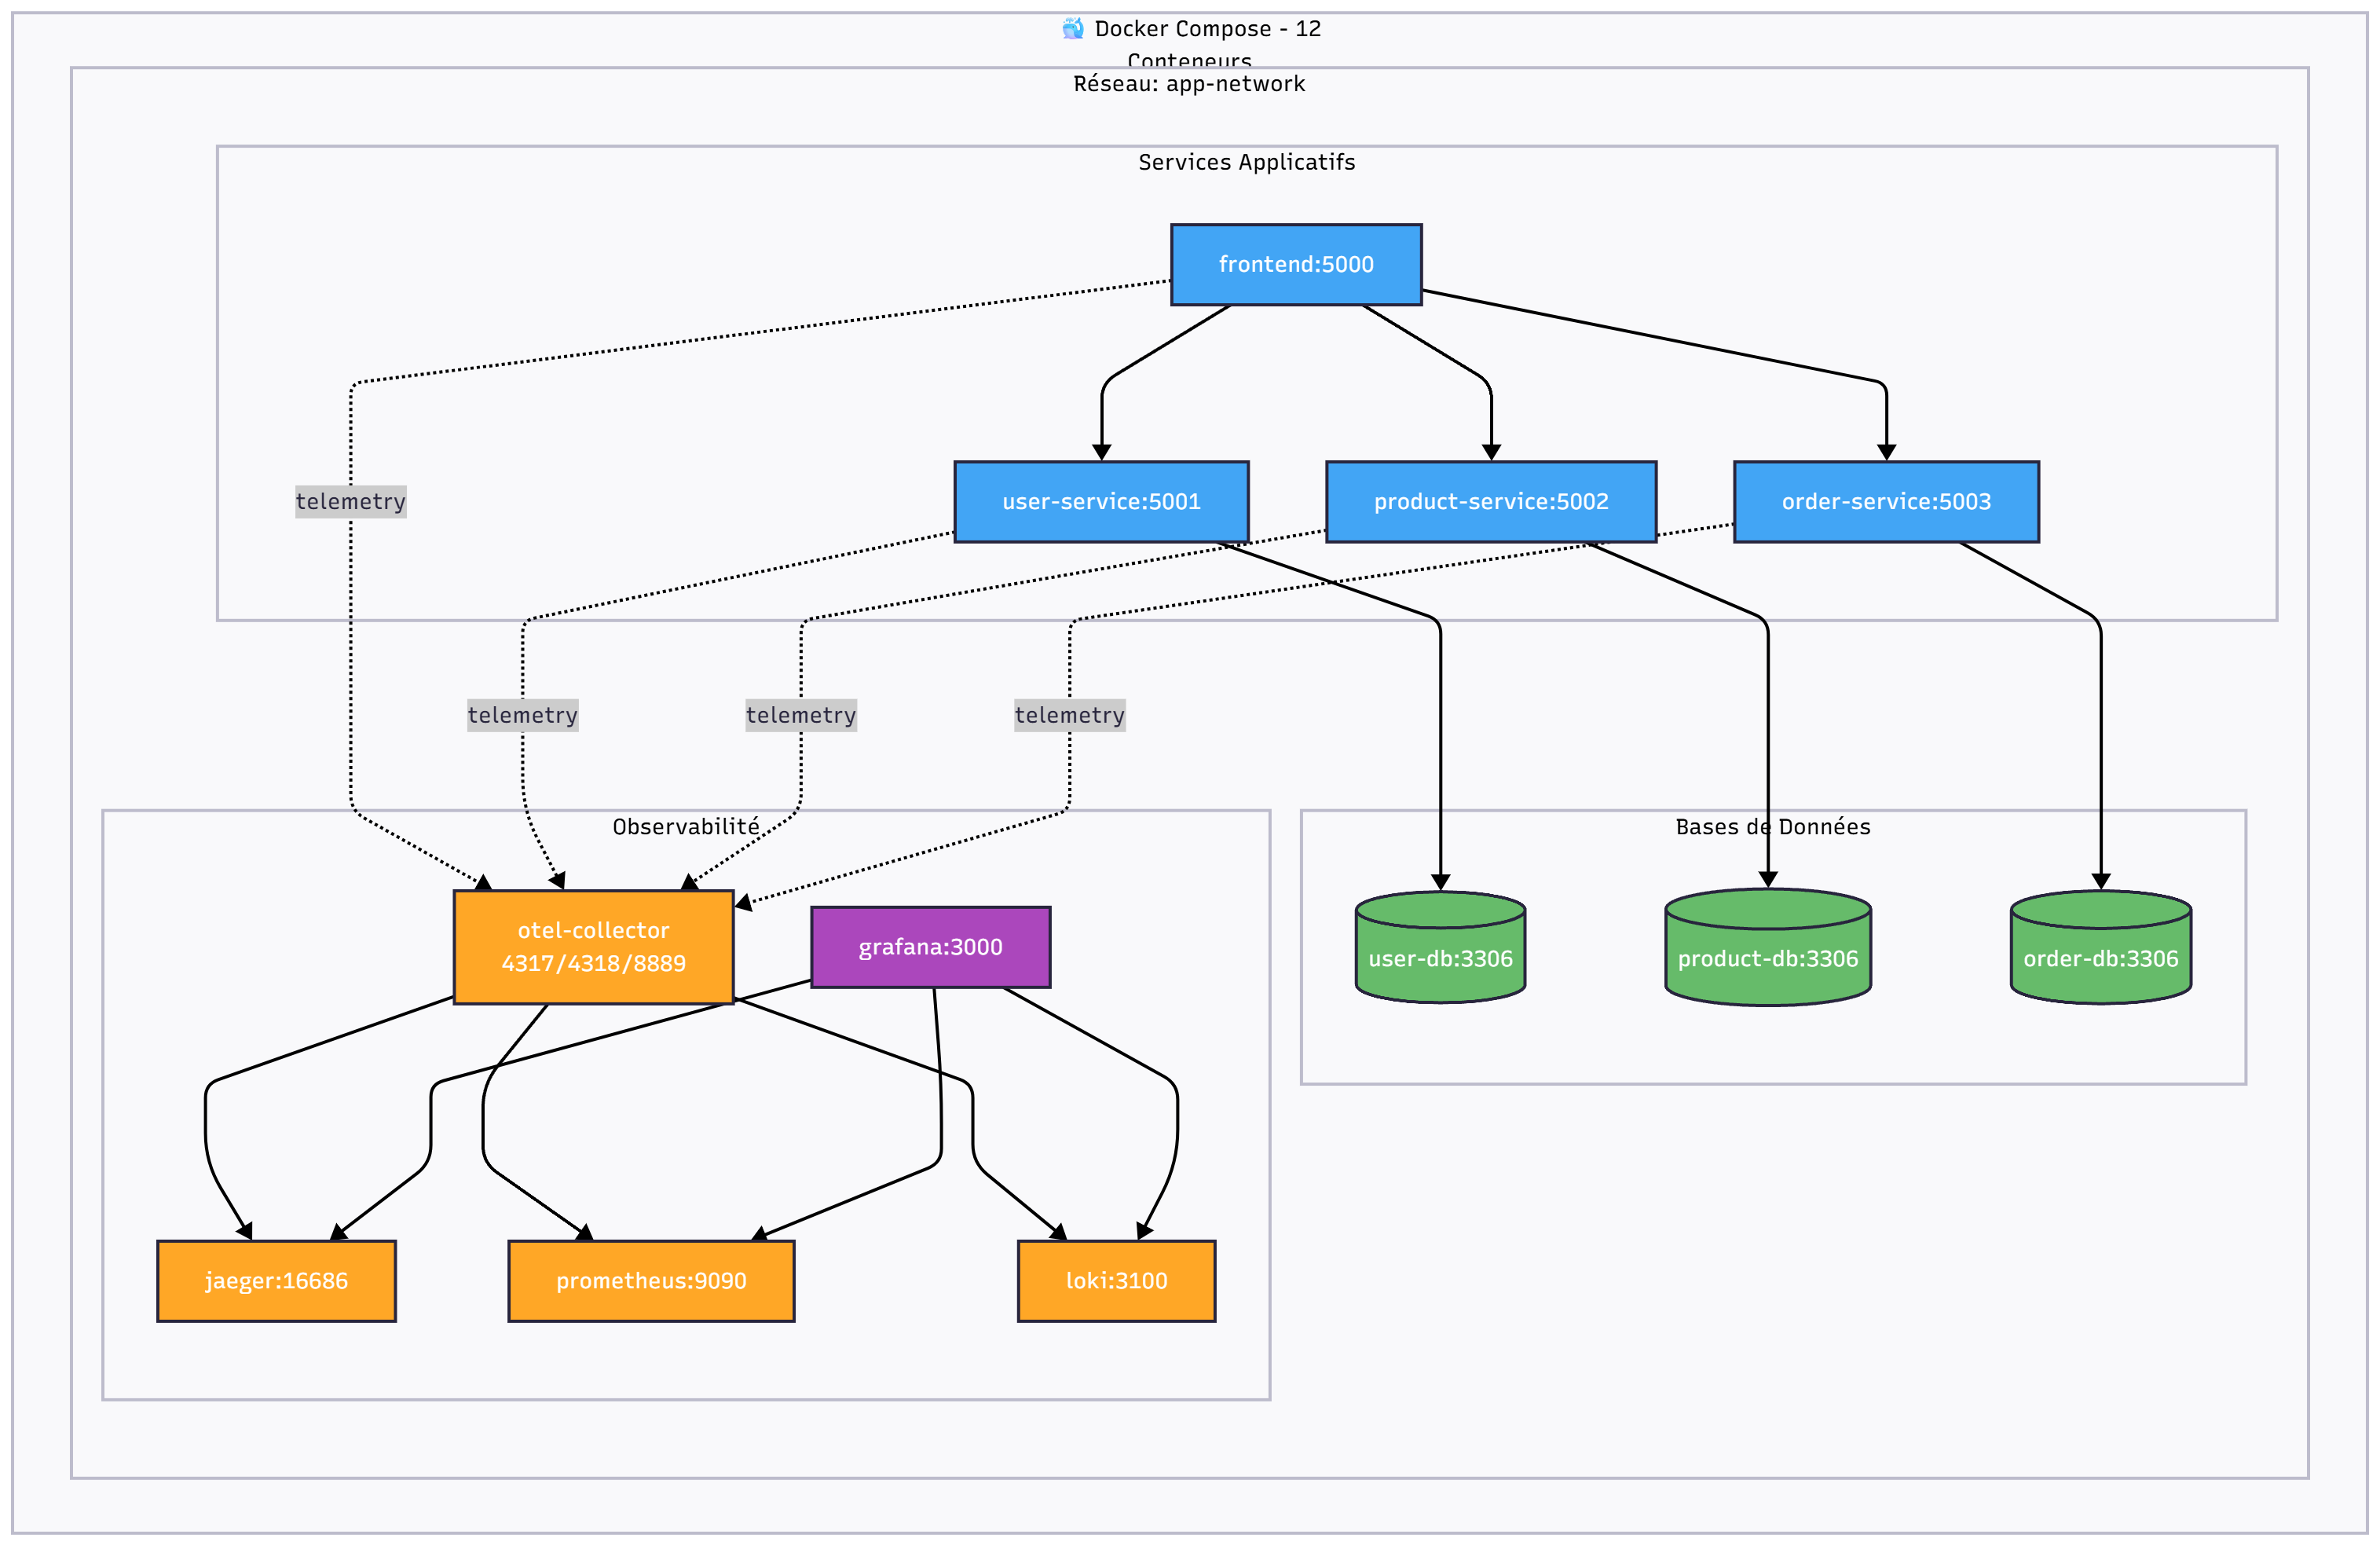 🐳 Docker Compose - 12
Conteneurs
Réseau: app-network
Services Applicatifs
frontend:5000
telemetry
user-service:5001
product-service:5002
order-service:5003
telemetry
telemetry
telemetry
Observabilité
Bases de Données
otel-collector
4317/4318/8889
grafana:3000
user-db:3306
product-db:3306
order-db:3306
jaeger:16686
prometheus:9090
loki:3100